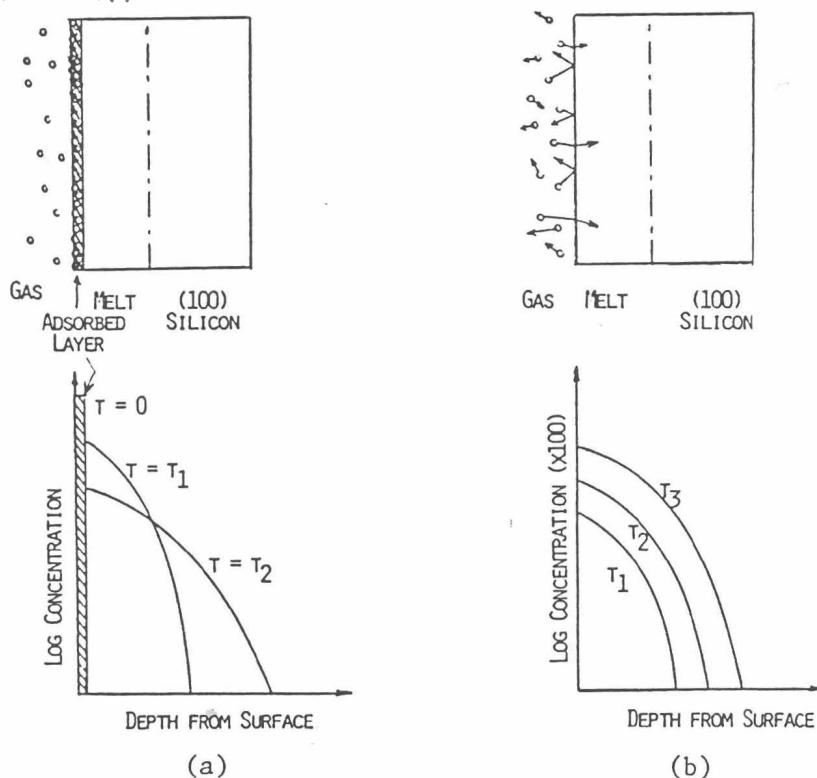 GAS
MELT
(100)
SILICON
ADSORBED
LAYER
GAS
MELT
(100)
SILICON
T = 0
T = T1
T = T2
LOG CONCENTRATION
DEPTH FROM SURFACE
(a)
T3
T2
T1
LOG CONCENTRATION (x100)
DEPTH FROM SURFACE
(b)